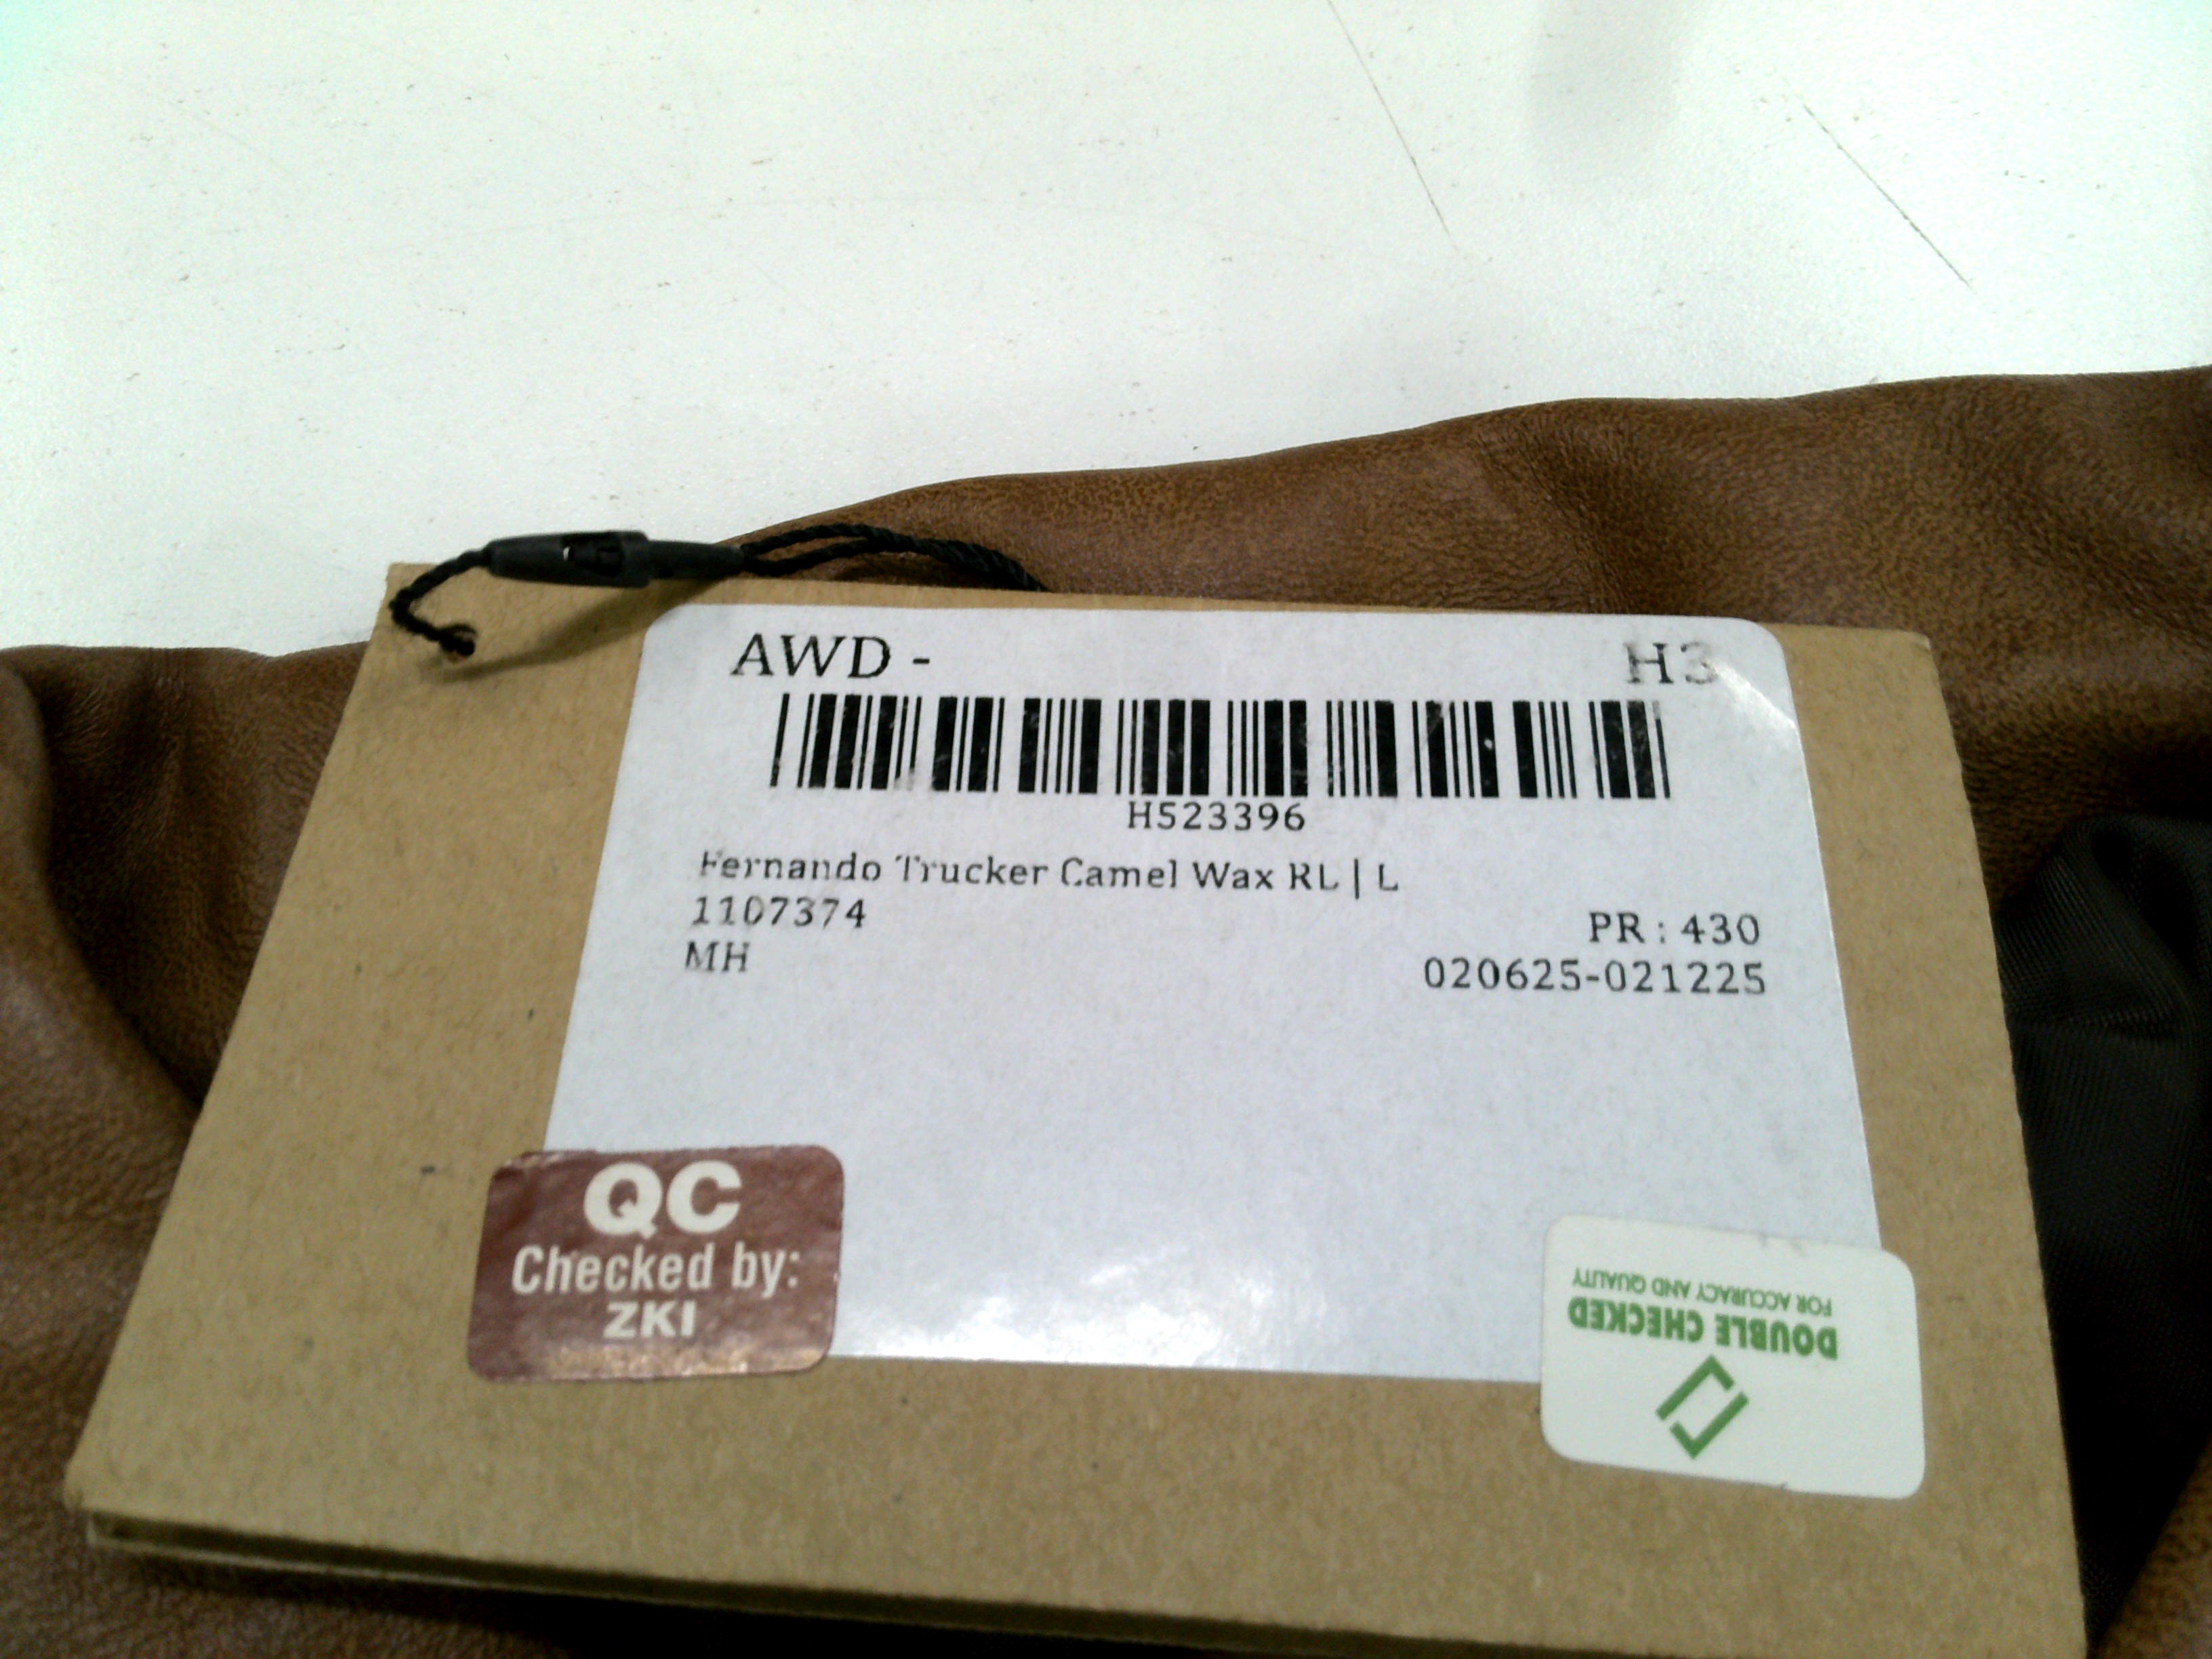 AWD - H3
H523396
Fernando Trucker Camel Wax RL | L
1107374
PR : 430
MH
020625-021225
QC
Checked by:
ZKI
DOUBLE CHECKED
FOR ACCURACY AND QUALITY